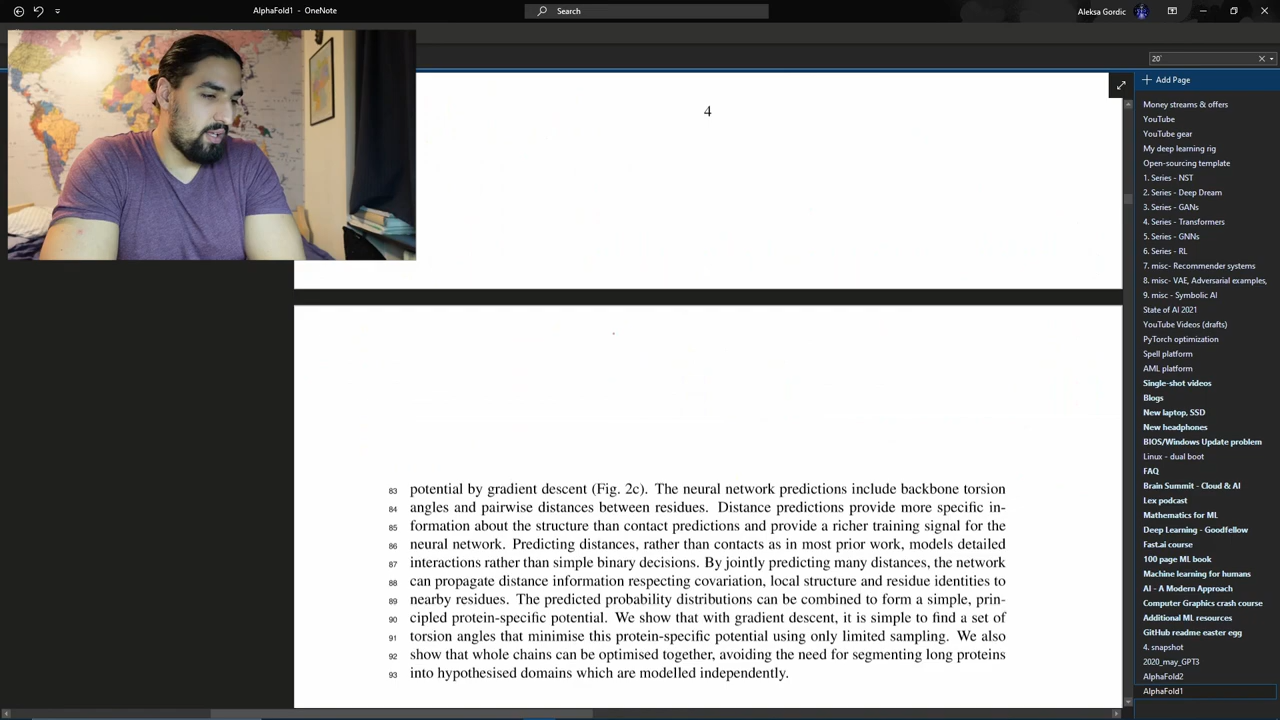 AlphaFold1 - OneNote
Search
Aleksa Gordic
20'
Add Page
Money streams & offers
YouTube
YouTube gear
My deep learning rig
Open-sourcing template
1. Series - NST
2. Series - Deep Dream
3. Series - GANs
4. Series - Transformers
5. Series - GNNs
6. Series - RL
7. misc- Recommender systems
8. misc- VAE, Adversarial examples,
9. misc - Symbolic AI
State of AI 2021
YouTube Videos (drafts)
PyTorch optimization
Spell platform
AML platform
Single-shot videos
Blogs
New laptop, SSD
New headphones
BIOS/Windows Update problem
Linux - dual boot
FAQ
Brain Summit - Cloud & AI
Lex podcast
Mathematics for ML
Deep Learning - Goodfellow
Fast.ai course
100 page ML book
Machine learning for humans
AI - A Modern Approach
Computer Graphics crash course
Additional ML resources
GitHub readme easter egg
4. snapshot
2020_may_GPT3
AlphaFold2
AlphaFold1
4
83 potential by gradient descent (Fig. 2c). The neural network predictions include backbone torsion
84 angles and pairwise distances between residues. Distance predictions provide more specific in-
85 formation about the structure than contact predictions and provide a richer training signal for the
86 neural network. Predicting distances, rather than contacts as in most prior work, models detailed
87 interactions rather than simple binary decisions. By jointly predicting many distances, the network
88 can propagate distance information respecting covariation, local structure and residue identities to
89 nearby residues. The predicted probability distributions can be combined to form a simple, prin-
90 cipled protein-specific potential. We show that with gradient descent, it is simple to find a set of
91 torsion angles that minimise this protein-specific potential using only limited sampling. We also
92 show that whole chains can be optimised together, avoiding the need for segmenting long proteins
93 into hypothesised domains which are modelled independently.